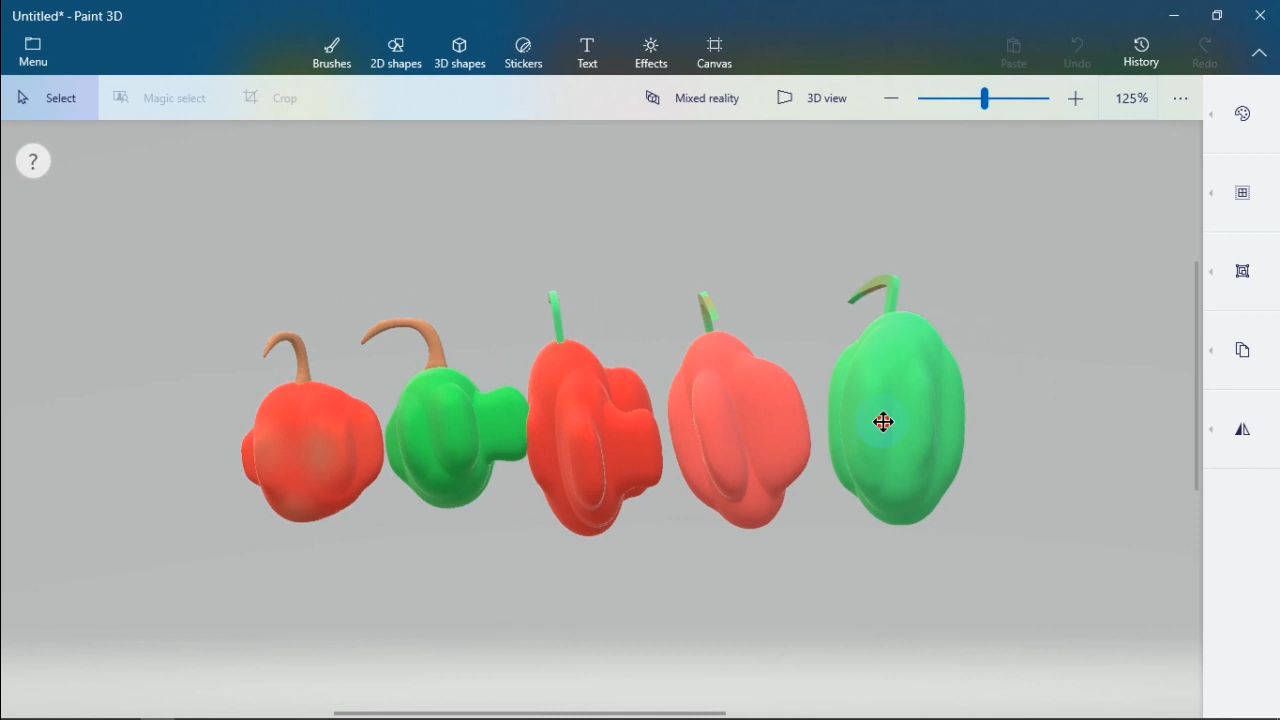 Untitled* - Paint 3D
Menu
Brushes
2D shapes
3D shapes
Stickers
Text
Effects
Canvas
Paste
Undo
History
Redo
Select
Magic select
Crop
Mixed reality
3D view
125%
?